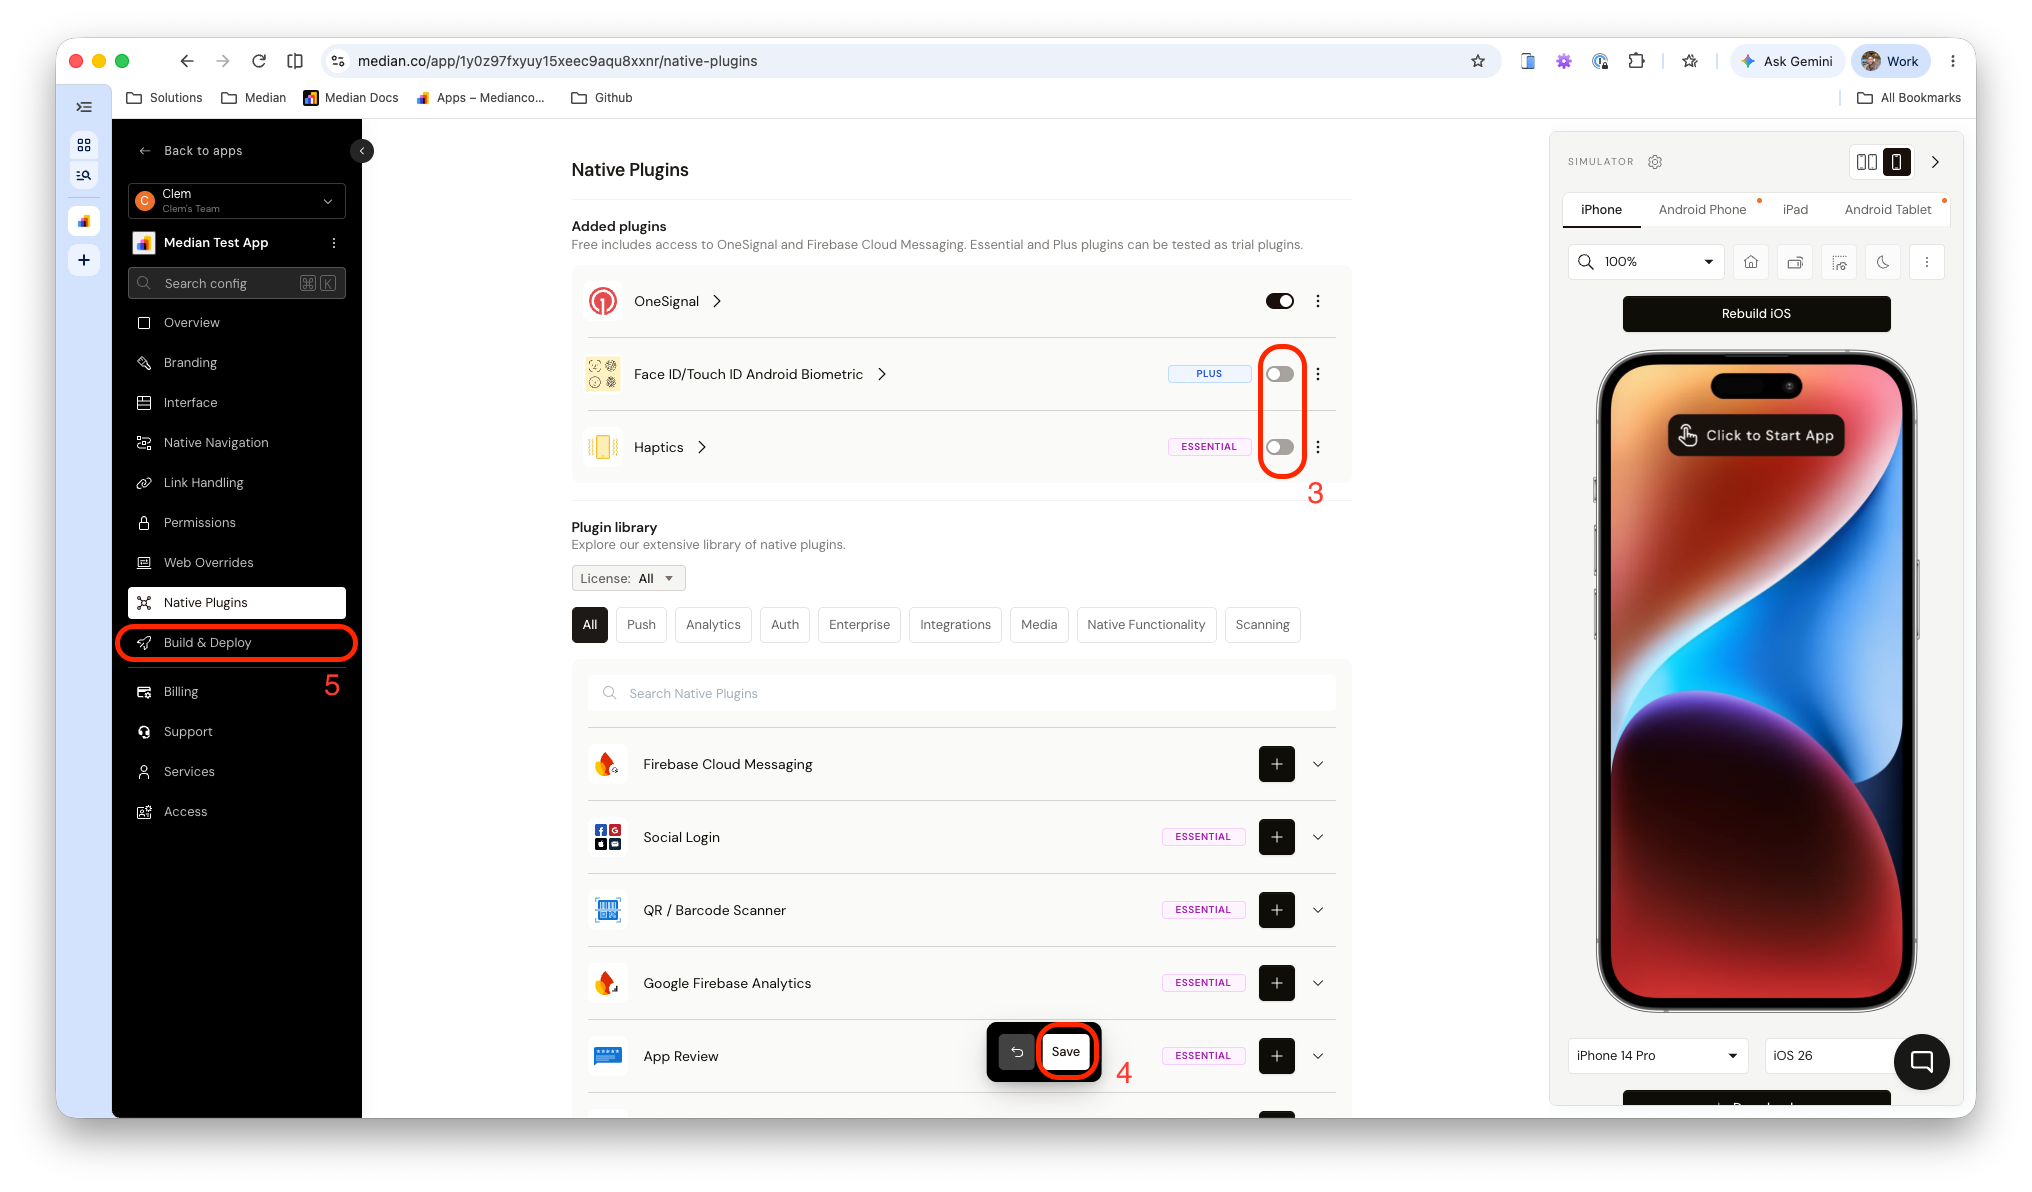 median.co/app/1y0z97fxyuy15xeec9aqu8xxnr/native-plugins
Ask Gemini
Work
Solutions
Median
Median Docs
Apps – Medianco...
Github
All Bookmarks
Back to apps
C
Clem
Clem's Team
Median Test App
Search config
⌘ K
Overview
Branding
Interface
Native Navigation
Link Handling
Permissions
Web Overrides
Native Plugins
Build & Deploy
5
Billing
Support
Services
Access
Native Plugins
Added plugins
Free includes access to OneSignal and Firebase Cloud Messaging. Essential and Plus plugins can be tested as trial plugins.
OneSignal
Face ID/Touch ID Android Biometric
PLUS
Haptics
ESSENTIAL
3
Plugin library
Explore our extensive library of native plugins.
License: All
All
Push
Analytics
Auth
Enterprise
Integrations
Media
Native Functionality
Scanning
Search Native Plugins
Firebase Cloud Messaging
Social Login
ESSENTIAL
QR / Barcode Scanner
ESSENTIAL
Google Firebase Analytics
ESSENTIAL
App Review
ESSENTIAL
Save
4
SIMULATOR
iPhone
Android Phone
iPad
Android Tablet
100%
Rebuild iOS
Click to Start App
iPhone 14 Pro
iOS 26